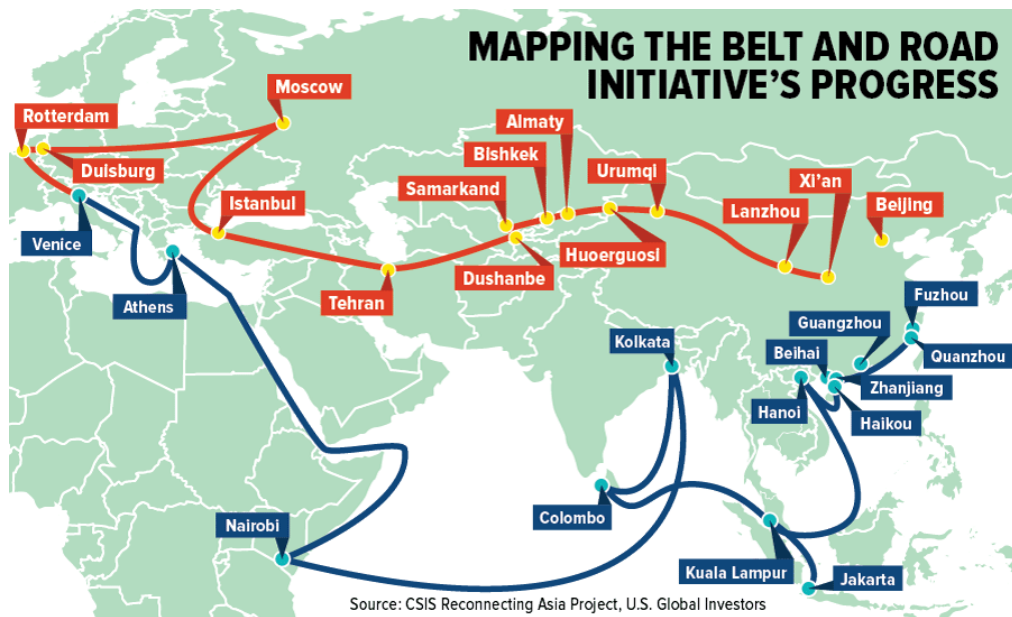 MAPPING THE BELT AND ROAD
INITIATIVE'S PROGRESS
Moscow
Rotterdam
Almaty
Duisburg
Bishkek
Urumqi
Xi'an
Samarkand
Istanbul
Lanzhou
Beijing
Venice
Huoerguosi
Dushanbe
Tehran
Athens
Fuzhou
Guangzhou
Kolkata
Beihai
Quanzhou
Zhanjiang
Hanoi
Haikou
Colombo
Nairobi
Kuala Lampur
Jakarta
Source: CSIS Reconnecting Asia Project, U.S. Global Investors